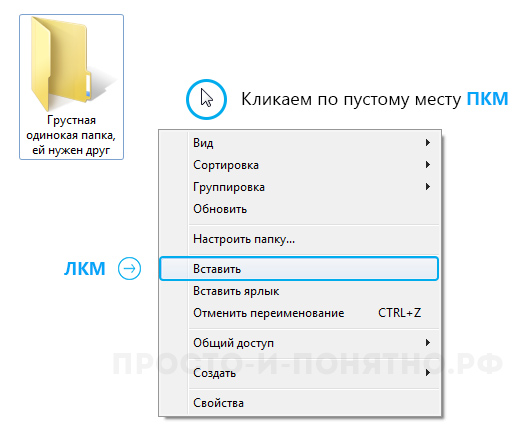 Грустная
одинокая папка,
ей нужен друг
Кликаем по пустому месту ПКМ
Вид
Сортировка
Группировка
Обновить
Настроить папку...
ЛКМ
Вставить
Вставить ярлык
Отменить переименование CTRL+Z
Общий доступ
ПРОСТО-И-ПОНЯТНО.РФ
Создать
Свойства